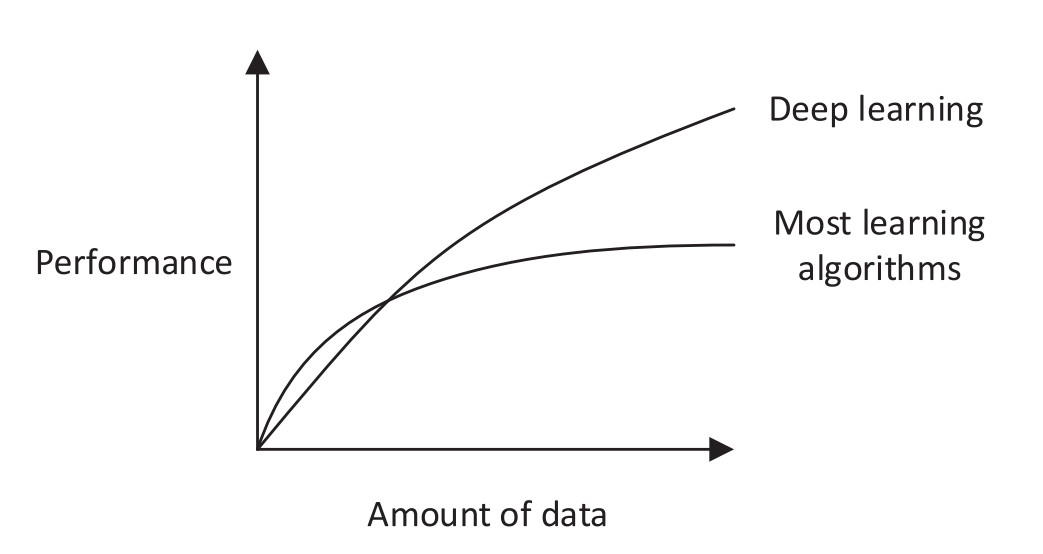 Deep learning
Most learning
algorithms
Performance
Amount of data